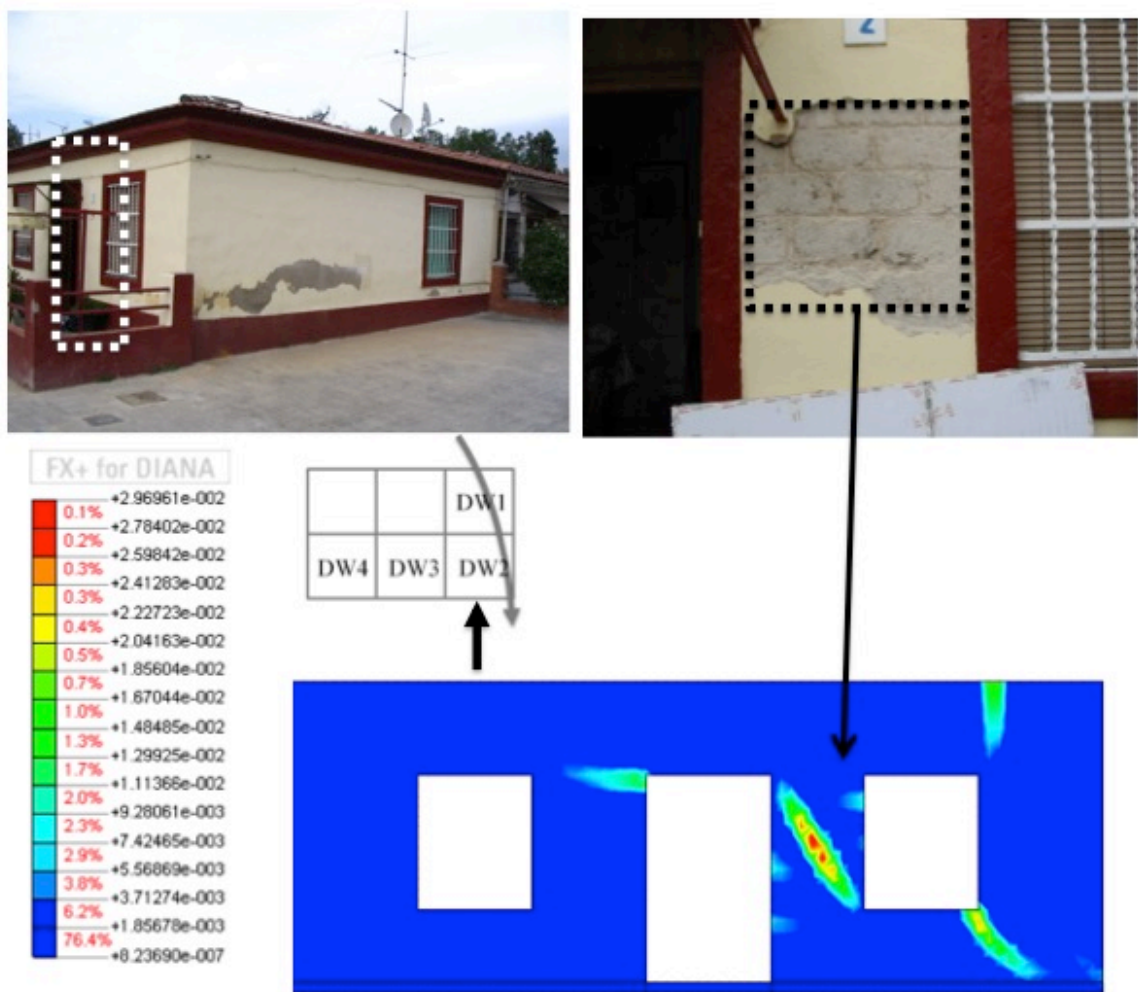 2
FX+ for DIANA
+2.96961e-002
0.1%
+2.78402e-002
0.2%
+2.59842e-002
0.3%
+2.41283e-002
0.3%
+2.22723e-002
0.4%
+2.04163e-002
0.5%
+1.85604e-002
0.7%
+1.67044e-002
1.0%
+1.48485e-002
1.3%
+1.29925e-002
1.7%
+1.11366e-002
2.0%
+9.28061e-003
2.3%
+7.42465e-003
2.9%
+5.56869e-003
3.8%
+3.71274e-003
6.2%
+1.85678e-003
76.4%
+8.23690e-007
DW1
DW4 DW3 DW2